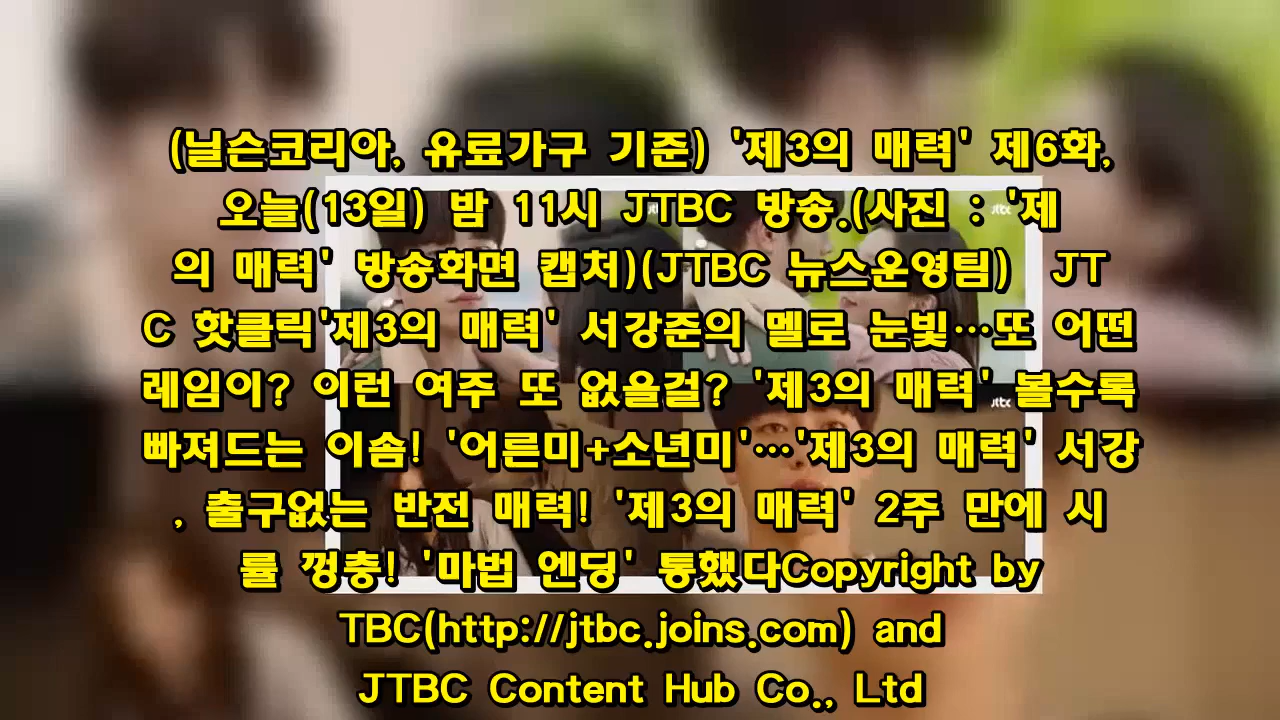 (닐슨코리아, 유료가구 기준) '제3의 매력' 제6화,
오늘(13일) 밤 11시 JTBC 방송.(사진 : '제
의 매력' 방송화면 캡처)(JTBC 뉴스운영팀) JT
C 핫클릭'제3의 매력' 서강준의 멜로 눈빛…또 어떤
레임이? 이런 여주 또 없을걸? '제3의 매력' 볼수록
빠져드는 이솜! '어른미+소년미'…'제3의 매력' 서강
, 출구없는 반전 매력! '제3의 매력' 2주 만에 시
률 껑충! '마법 엔딩' 통했다Copyright by
TBC(http://jtbc.joins.com) and
JTBC Content Hub Co., Ltd
jtbc
jtbc
jtbc